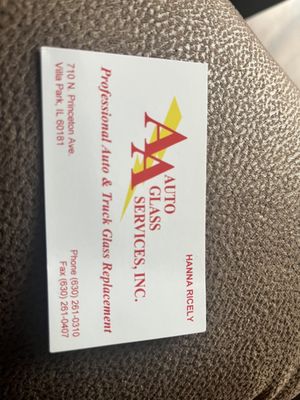 HANNA RICELY
AA AUTO
GLASS
SERVICES, INC.
Professional Auto & Truck Glass Replacement
710 N. Princeton Ave.
Villa Park, IL 60181
Phone (630) 261-0310
Fax (630) 261-0407